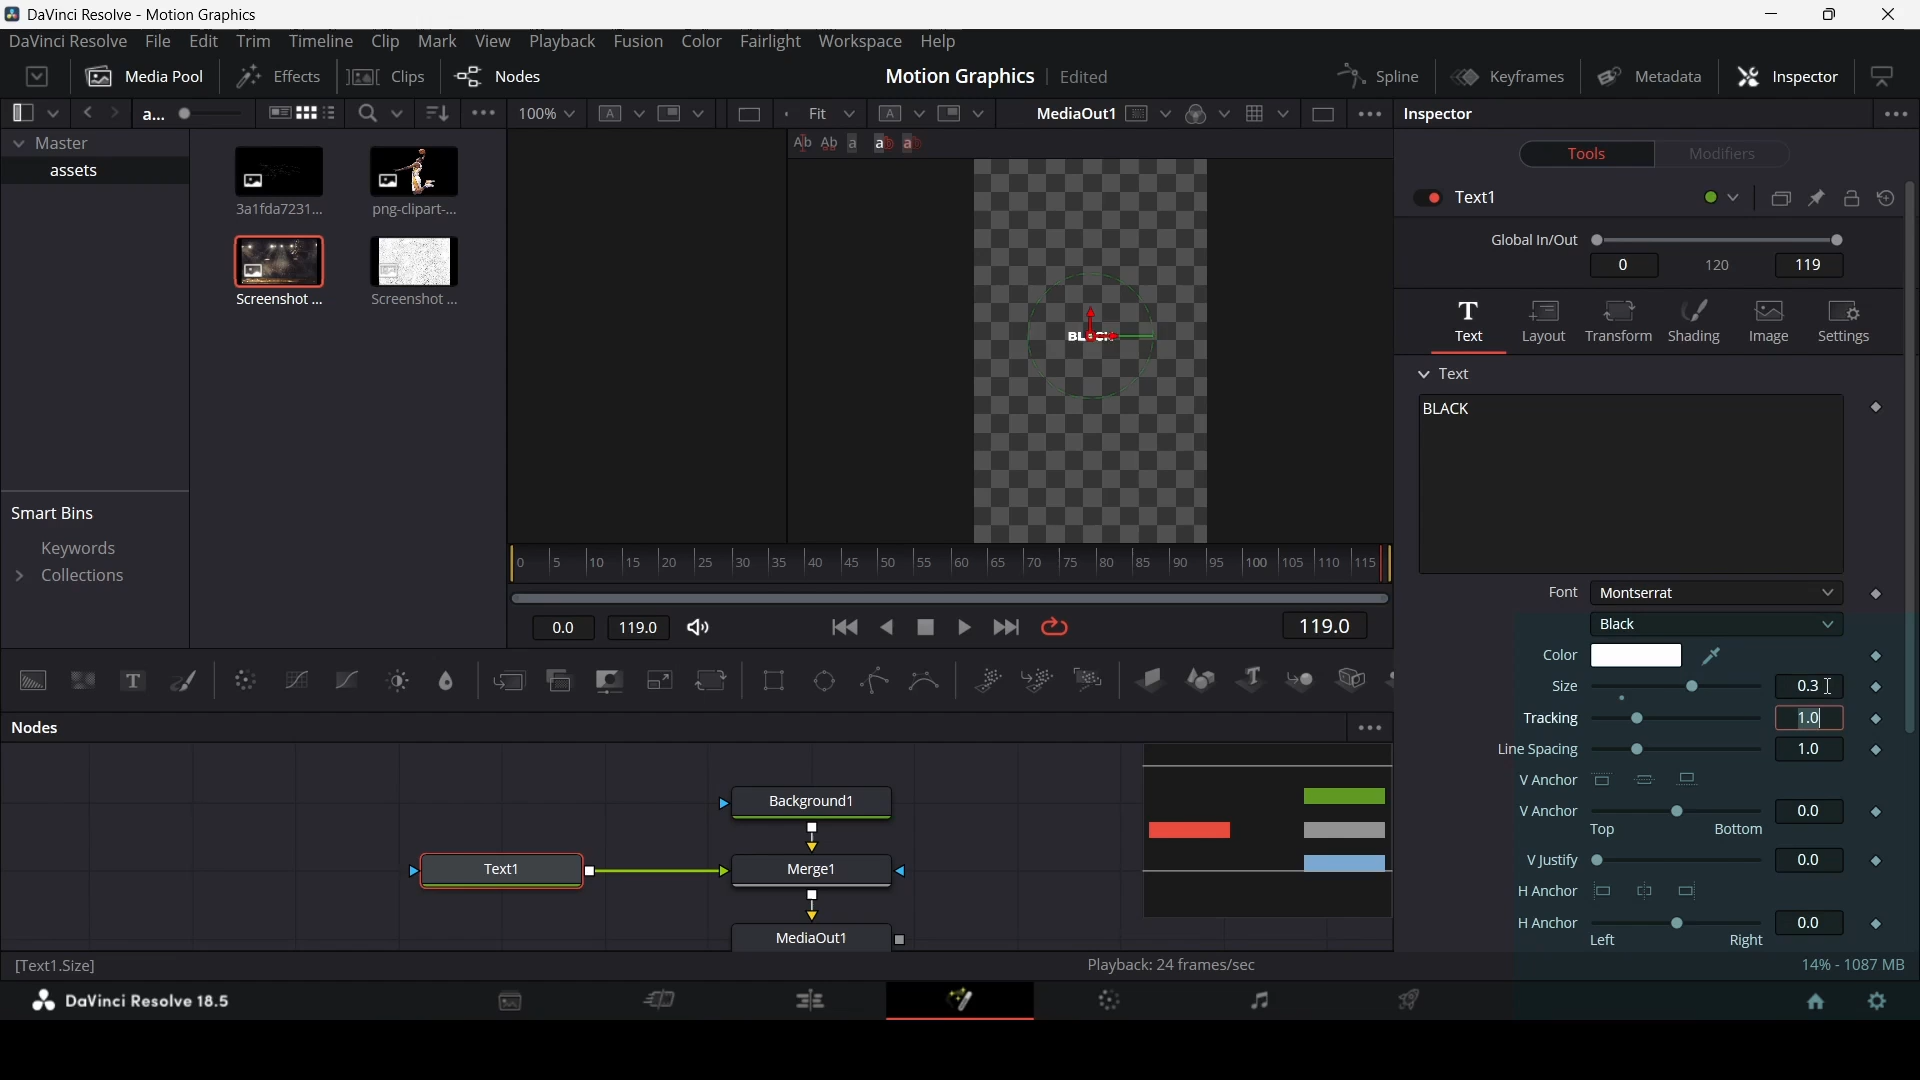 DaVinci Resolve - Motion Graphics
DaVinci Resolve File Edit Trim Timeline Clip Mark View Playback Fusion Color Fairlight Workspace Help
Media Pool Effects Clips Nodes Motion Graphics Edited Spline Keyframes Metadata Inspector
a... 100% Fit MediaOut1 Inspector
Master
assets
3a1fda7231... png-clipart-...
Screenshot ... Screenshot ...
Tools Modifiers
Text1
Global In/Out
0 120 119
Text Layout Transform Shading Image Settings
Text
BLACK
Font Montserrat
Black
Color
Size 0.3
Tracking 1.0
Line Spacing 1.0
V Anchor
V Anchor 0.0
Top Bottom
V Justify 0.0
H Anchor
H Anchor 0.0
Left Right
Smart Bins
Keywords
Collections
0 5 10 15 20 25 30 35 40 45 50 55 60 65 70 75 80 85 90 95 100 105 110 115
0.0 119.0 119.0
Nodes
Background1
Text1 Merge1
MediaOut1
[Text1.Size] Playback: 24 frames/sec 14% - 1087 MB
DaVinci Resolve 18.5